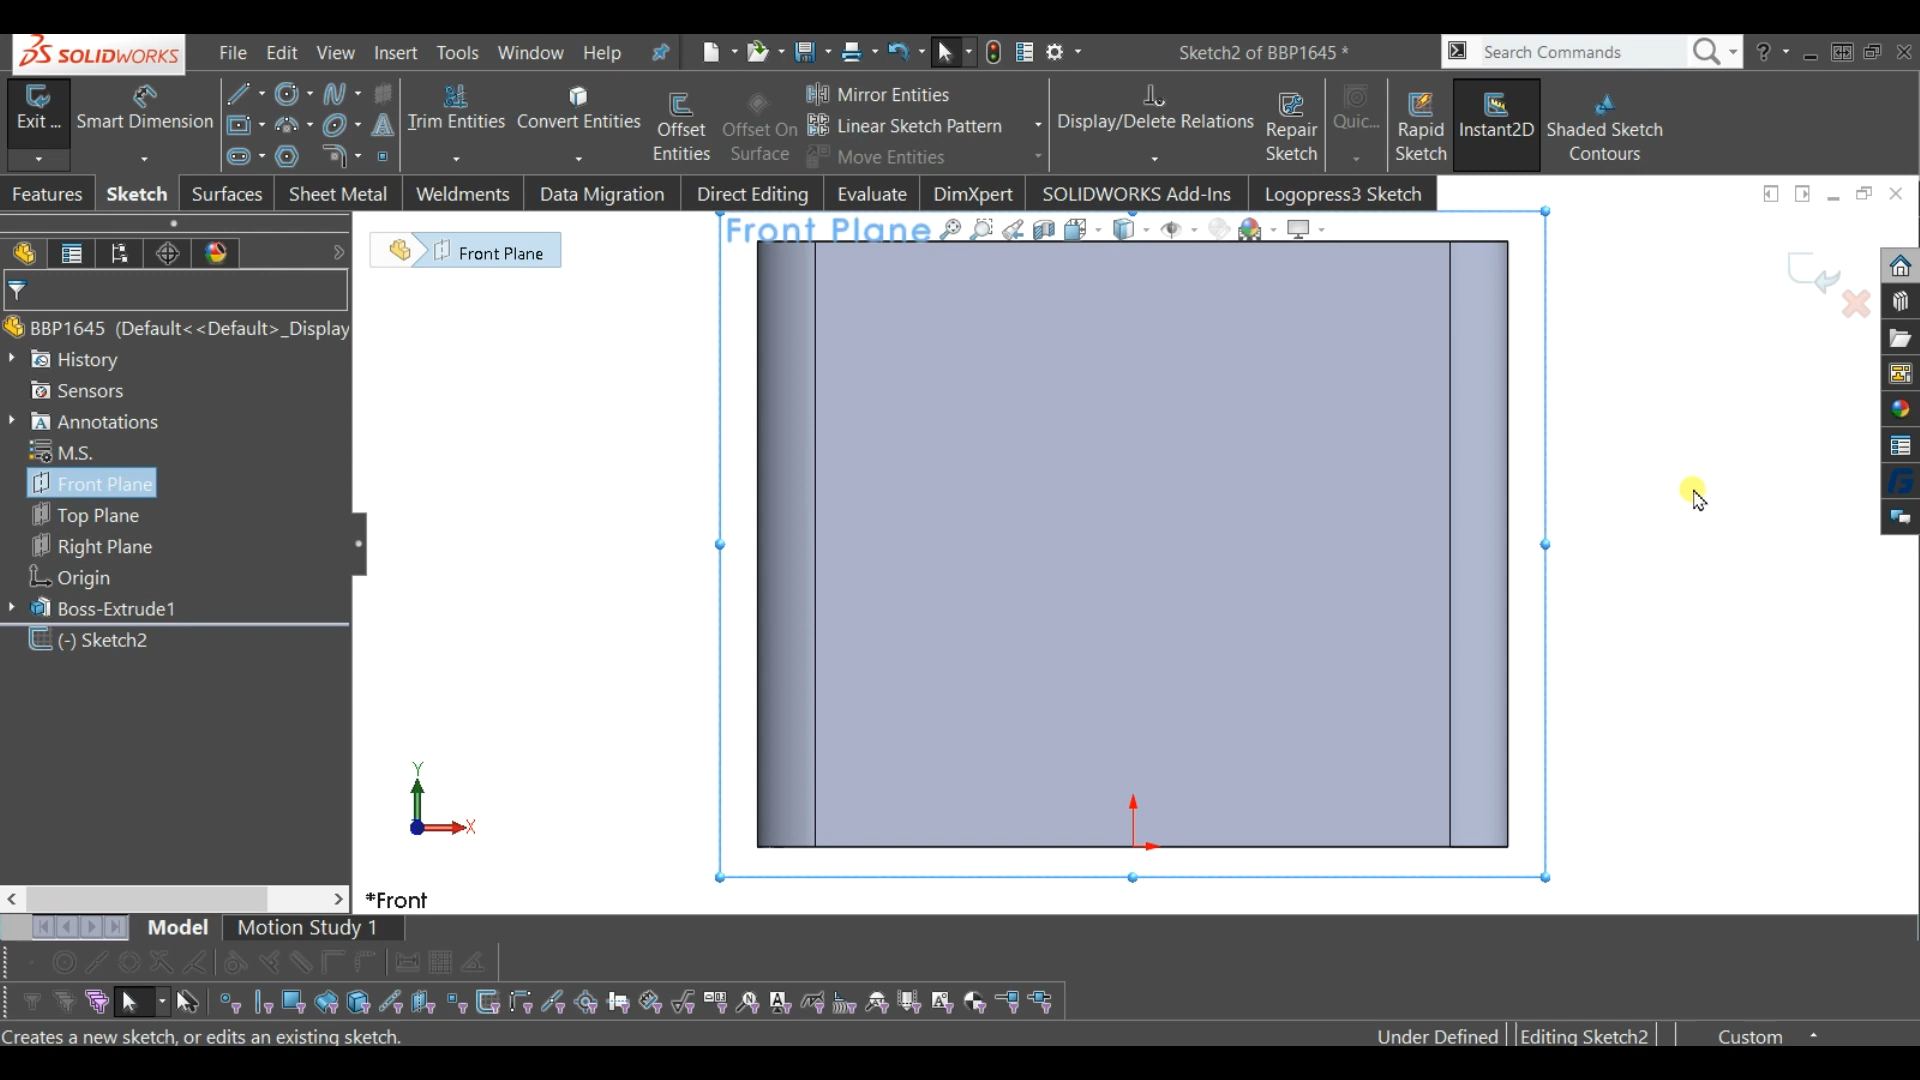 SOLIDWORKS File Edit View Insert Tools Window Help Sketch2 of BBP1645 * Search Commands
Exit ... Smart Dimension Trim Entities Convert Entities Offset Entities Offset On Surface Mirror Entities Linear Sketch Pattern Move Entities Display/Delete Relations Repair Sketch Quic... Rapid Sketch Instant2D Shaded Sketch Contours
Features Sketch Surfaces Sheet Metal Weldments Data Migration Direct Editing Evaluate DimXpert SOLIDWORKS Add-Ins Logopress3 Sketch
Front Plane
Front Plane
BBP1645 (Default<<Default>_Display
History
Sensors
Annotations
M.S.
Front Plane
Top Plane
Right Plane
Origin
Boss-Extrude1
(-) Sketch2
Y
X
*Front
Model Motion Study 1
Creates a new sketch, or edits an existing sketch. Under Defined Editing Sketch2 Custom